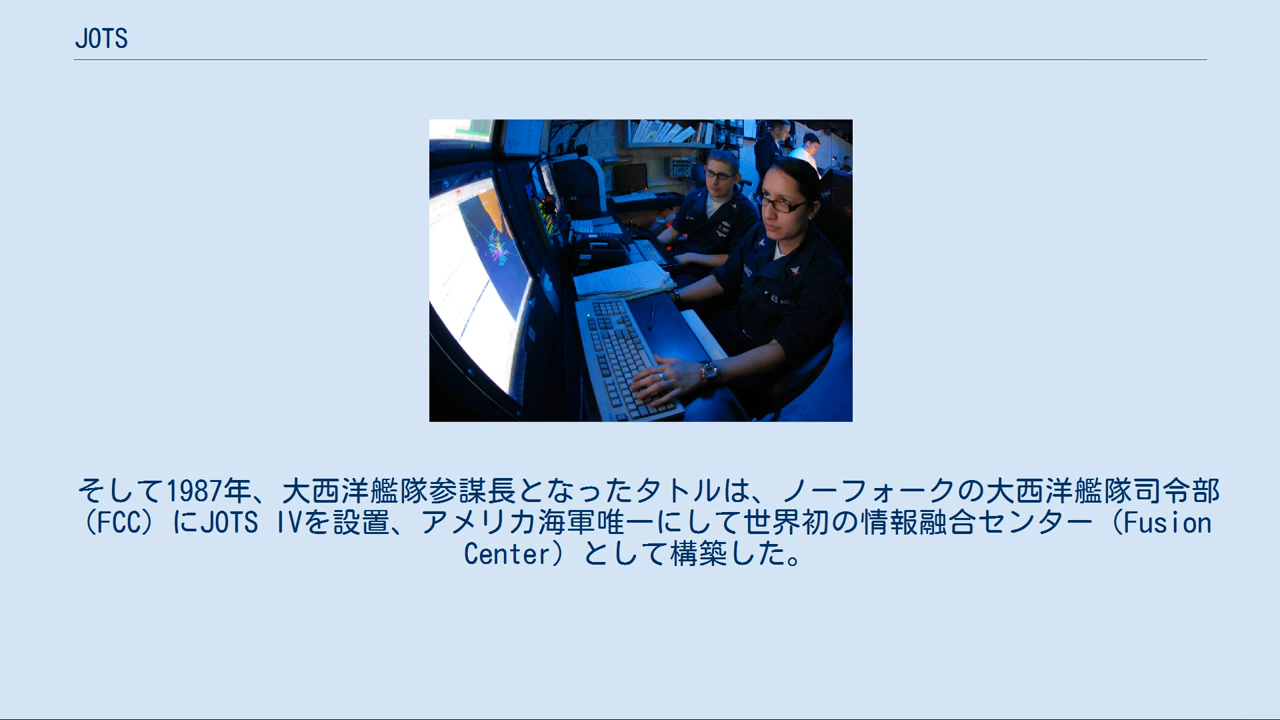 JOTS
そして1987年、大西洋艦隊参謀長となったタトルは、ノーフォークの大西洋艦隊司令部
（FCC）にJOTS IVを設置、アメリカ海軍唯一にして世界初の情報融合センター（Fusion
Center）として構築した。